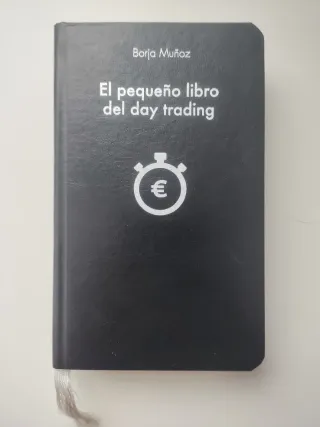 Borja Muñoz
El pequeño libro
del day trading
€